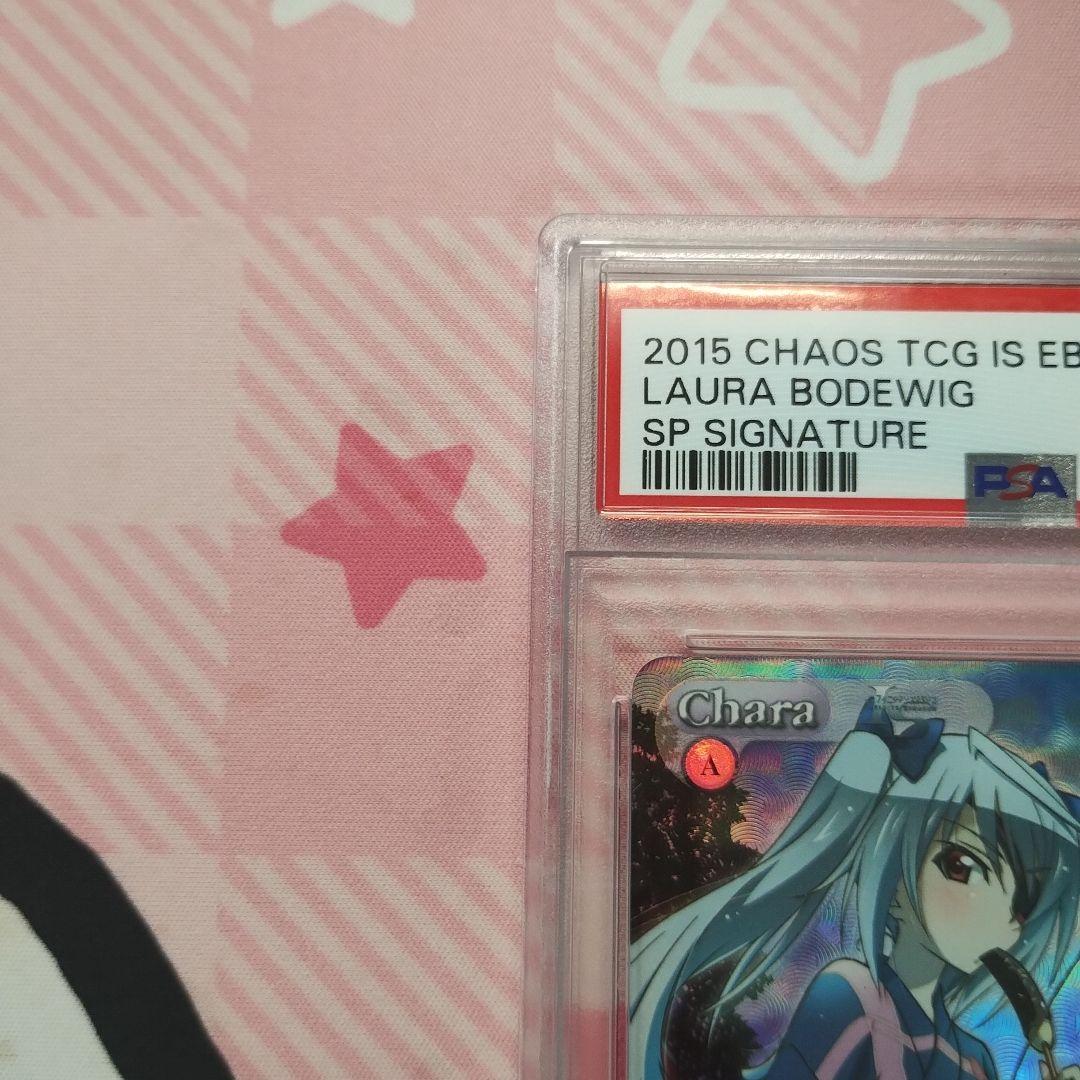 2015 CHAOS TCG IS EB
LAURA BODEWIG
SP SIGNATURE
PSA
Chara
A